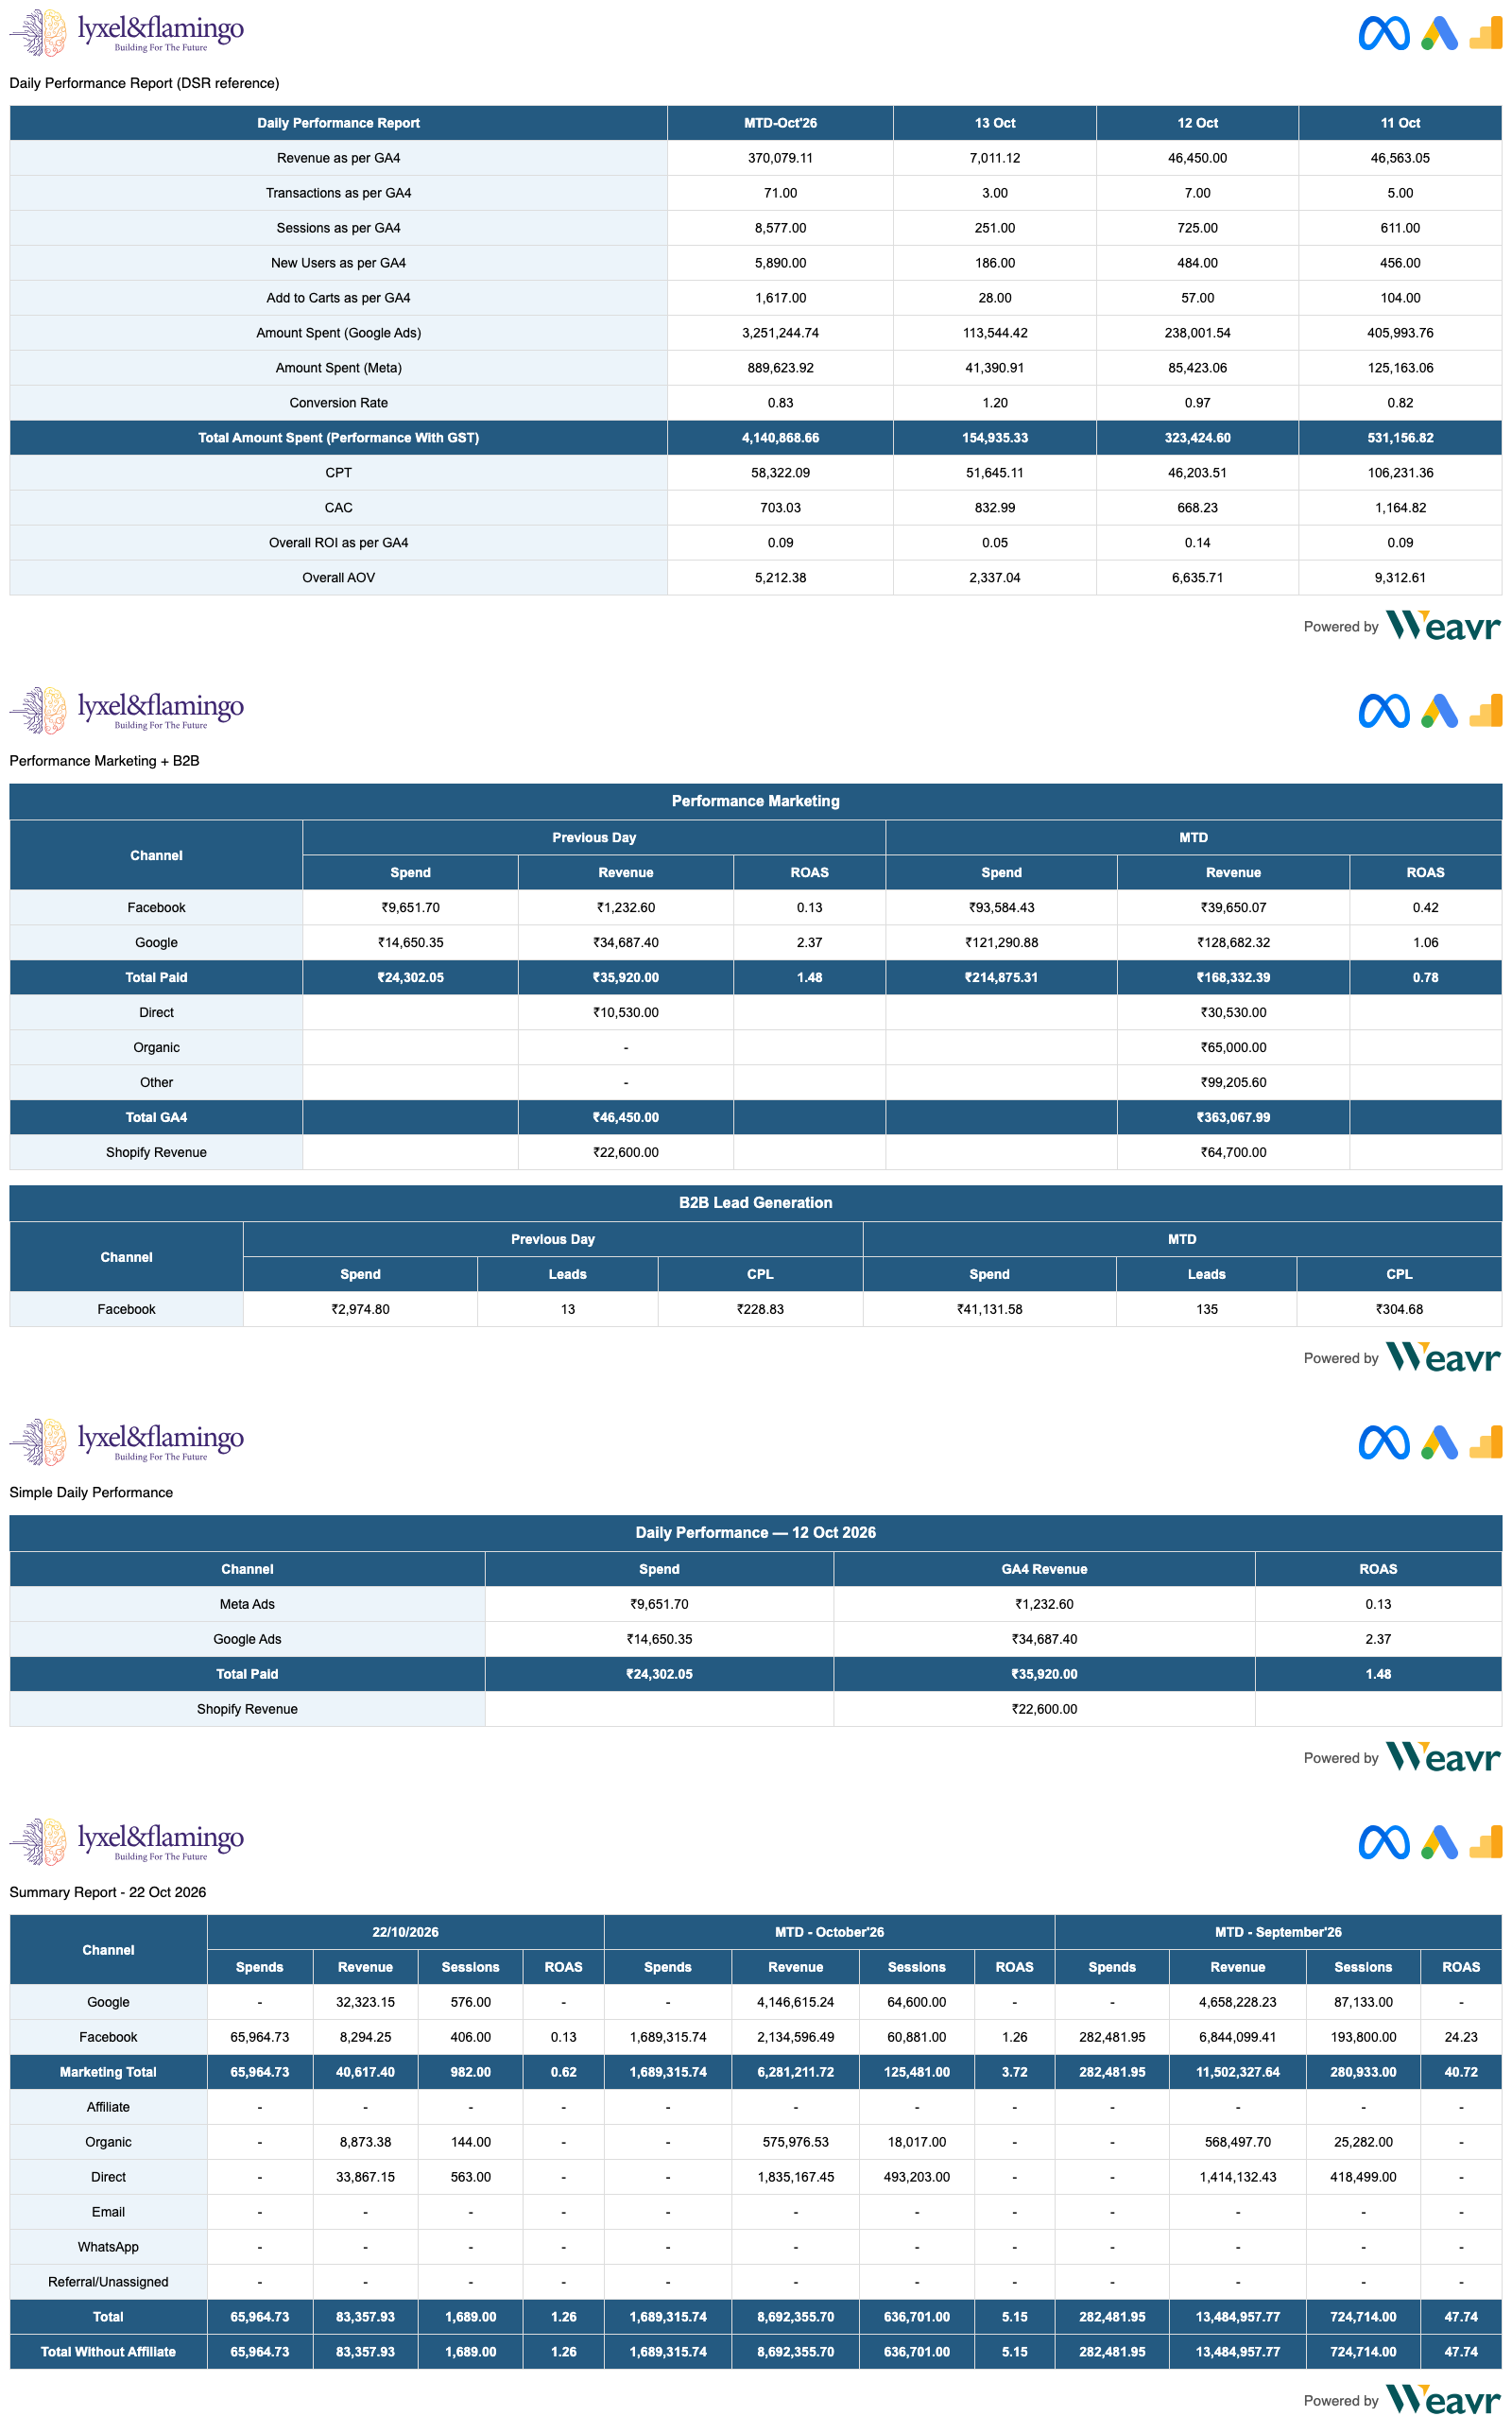 lyxel&flamingo
Building For The Future
Daily Performance Report (DSR reference)
Daily Performance Report MTD-Oct'26 13 Oct 12 Oct 11 Oct
Revenue as per GA4 370,079.11 7,011.12 46,450.00 46,563.05
Transactions as per GA4 71.00 3.00 7.00 5.00
Sessions as per GA4 8,577.00 251.00 725.00 611.00
New Users as per GA4 5,890.00 186.00 484.00 456.00
Add to Carts as per GA4 1,617.00 28.00 57.00 104.00
Amount Spent (Google Ads) 3,251,244.74 113,544.42 238,001.54 405,993.76
Amount Spent (Meta) 889,623.92 41,390.91 85,423.06 125,163.06
Conversion Rate 0.83 1.20 0.97 0.82
Total Amount Spent (Performance With GST) 4,140,868.66 154,935.33 323,424.60 531,156.82
CPT 58,322.09 51,645.11 46,203.51 106,231.36
CAC 703.03 832.99 668.23 1,164.82
Overall ROI as per GA4 0.09 0.05 0.14 0.09
Overall AOV 5,212.38 2,337.04 6,635.71 9,312.61
Powered by Weavr
lyxel&flamingo
Building For The Future
Performance Marketing + B2B
Performance Marketing
Channel Previous Day MTD
Spend Revenue ROAS Spend Revenue ROAS
Facebook ₹9,651.70 ₹1,232.60 0.13 ₹93,584.43 ₹39,650.07 0.42
Google ₹14,650.35 ₹34,687.40 2.37 ₹121,290.88 ₹128,682.32 1.06
Total Paid ₹24,302.05 ₹35,920.00 1.48 ₹214,875.31 ₹168,332.39 0.78
Direct ₹10,530.00 ₹30,530.00
Organic - ₹65,000.00
Other - ₹99,205.60
Total GA4 ₹46,450.00 ₹363,067.99
Shopify Revenue ₹22,600.00 ₹64,700.00
B2B Lead Generation
Channel Previous Day MTD
Spend Leads CPL Spend Leads CPL
Facebook ₹2,974.80 13 ₹228.83 ₹41,131.58 135 ₹304.68
Powered by Weavr
lyxel&flamingo
Building For The Future
Simple Daily Performance
Daily Performance — 12 Oct 2026
Channel Spend GA4 Revenue ROAS
Meta Ads ₹9,651.70 ₹1,232.60 0.13
Google Ads ₹14,650.35 ₹34,687.40 2.37
Total Paid ₹24,302.05 ₹35,920.00 1.48
Shopify Revenue ₹22,600.00
Powered by Weavr
lyxel&flamingo
Building For The Future
Summary Report - 22 Oct 2026
Channel 22/10/2026 MTD - October'26 MTD - September'26
Spends Revenue Sessions ROAS Spends Revenue Sessions ROAS Spends Revenue Sessions ROAS
Google - 32,323.15 576.00 - - 4,146,615.24 64,600.00 - - 4,658,228.23 87,133.00 -
Facebook 65,964.73 8,294.25 406.00 0.13 1,689,315.74 2,134,596.49 60,881.00 1.26 282,481.95 6,844,099.41 193,800.00 24.23
Marketing Total 65,964.73 40,617.40 982.00 0.62 1,689,315.74 6,281,211.72 125,481.00 3.72 282,481.95 11,502,327.64 280,933.00 40.72
Affiliate - - - - - - - - - - - -
Organic - 8,873.38 144.00 - - 575,976.53 18,017.00 - - 568,497.70 25,282.00 -
Direct - 33,867.15 563.00 - - 1,835,167.45 493,203.00 - - 1,414,132.43 418,499.00 -
Email - - - - - - - - - - - -
WhatsApp - - - - - - - - - - - -
Referral/Unassigned - - - - - - - - - - - -
Total 65,964.73 83,357.93 1,689.00 1.26 1,689,315.74 8,692,355.70 636,701.00 5.15 282,481.95 13,484,957.77 724,714.00 47.74
Total Without Affiliate 65,964.73 83,357.93 1,689.00 1.26 1,689,315.74 8,692,355.70 636,701.00 5.15 282,481.95 13,484,957.77 724,714.00 47.74
Powered by Weavr